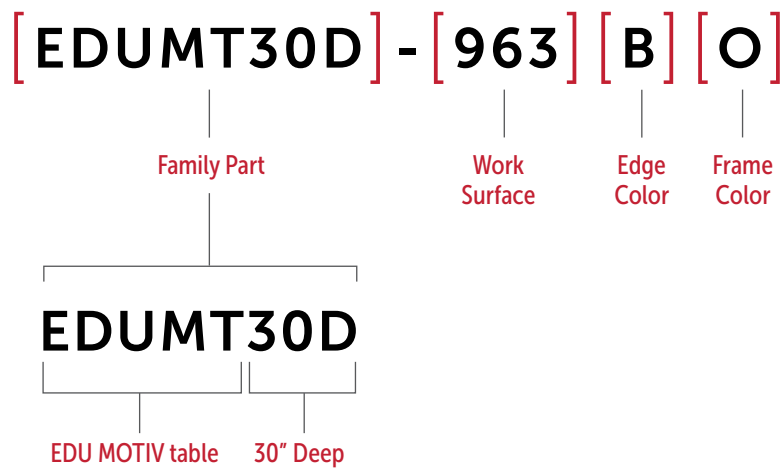 [EDUMT30D]-[963][B][O]
Family Part
Work
Surface
Edge
Color
Frame
Color
EDUMT30D
EDU MOTIV table
30” Deep